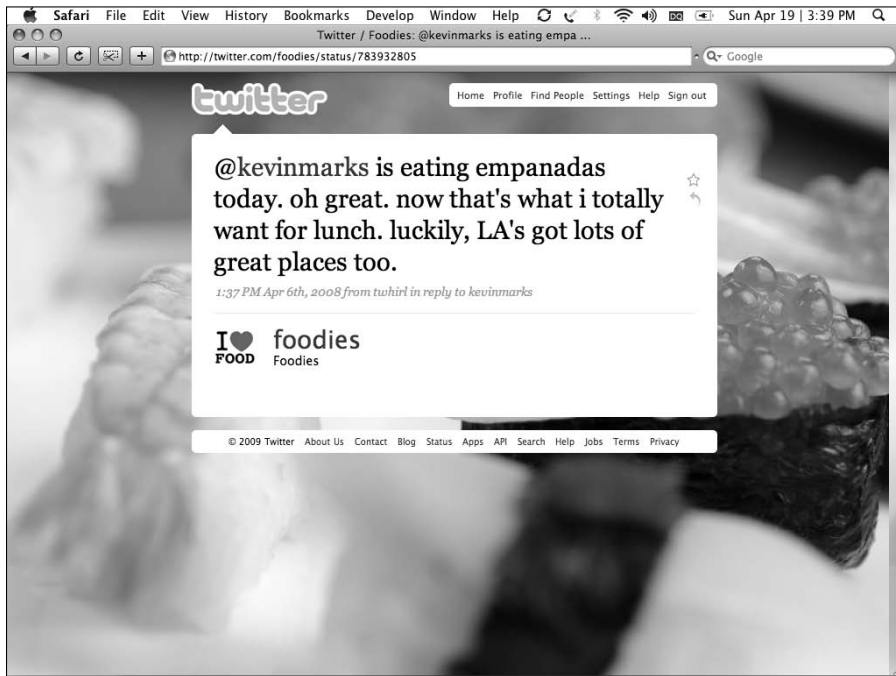 Safari File Edit View History Bookmarks Develop Window Help Sun Apr 19 | 3:39 PM
Twitter / Foodies: @kevinmarks is eating empa ...
http://twitter.com/foodies/status/783932805 Google
twitter
Home Profile Find People Settings Help Sign out
@kevinmarks is eating empanadas
today. oh great. now that's what i totally
want for lunch. luckily, LA's got lots of
great places too.
1:37 PM Apr 6th, 2008 from twhirl in reply to kevinmarks
I
FOOD
foodies
Foodies
© 2009 Twitter About Us Contact Blog Status Apps API Search Help Jobs Terms Privacy